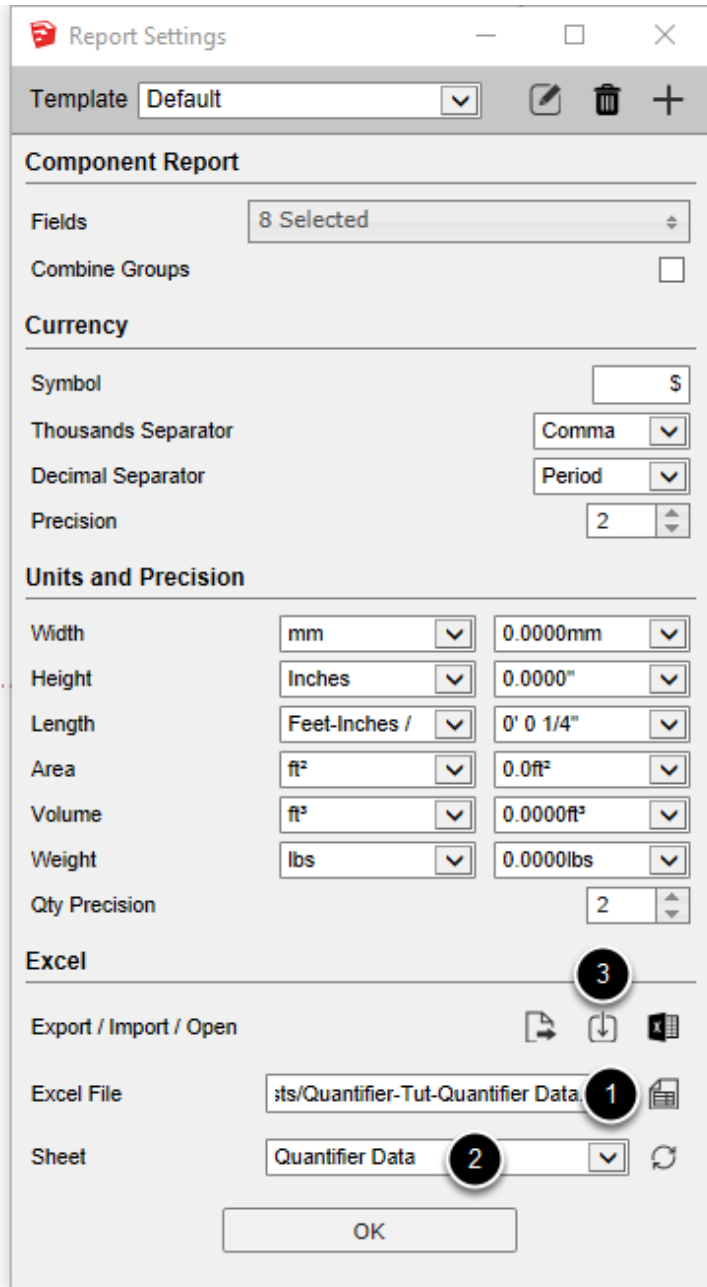 Report Settings
Template Default
Component Report
Fields 8 Selected
Combine Groups
Currency
Symbol $
Thousands Separator Comma
Decimal Separator Period
Precision 2
Units and Precision
Width mm 0.0000mm
Height Inches 0.0000"
Length Feet-Inches / 0' 0 1/4"
Area ft² 0.0ft²
Volume ft³ 0.0000ft³
Weight lbs 0.0000lbs
Qty Precision 2
Excel
3
Export / Import / Open
Excel File sts/Quantifier-Tut-Quantifier Data. 1
Sheet Quantifier Data 2
OK